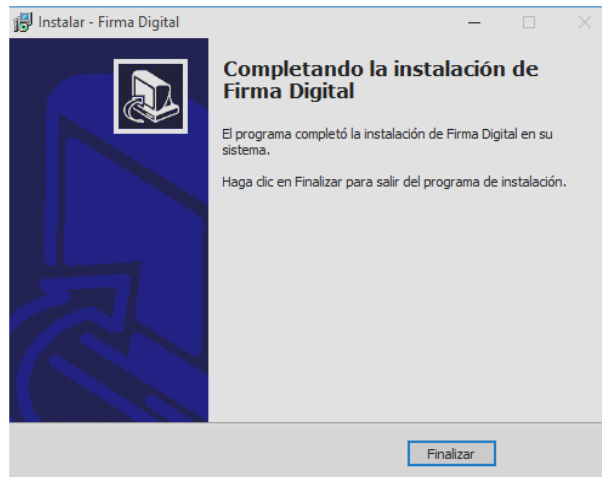 Instalar - Firma Digital
Completando la instalación de
Firma Digital
El programa completó la instalación de Firma Digital en su
sistema.
Haga clic en Finalizar para salir del programa de instalación.
Finalizar